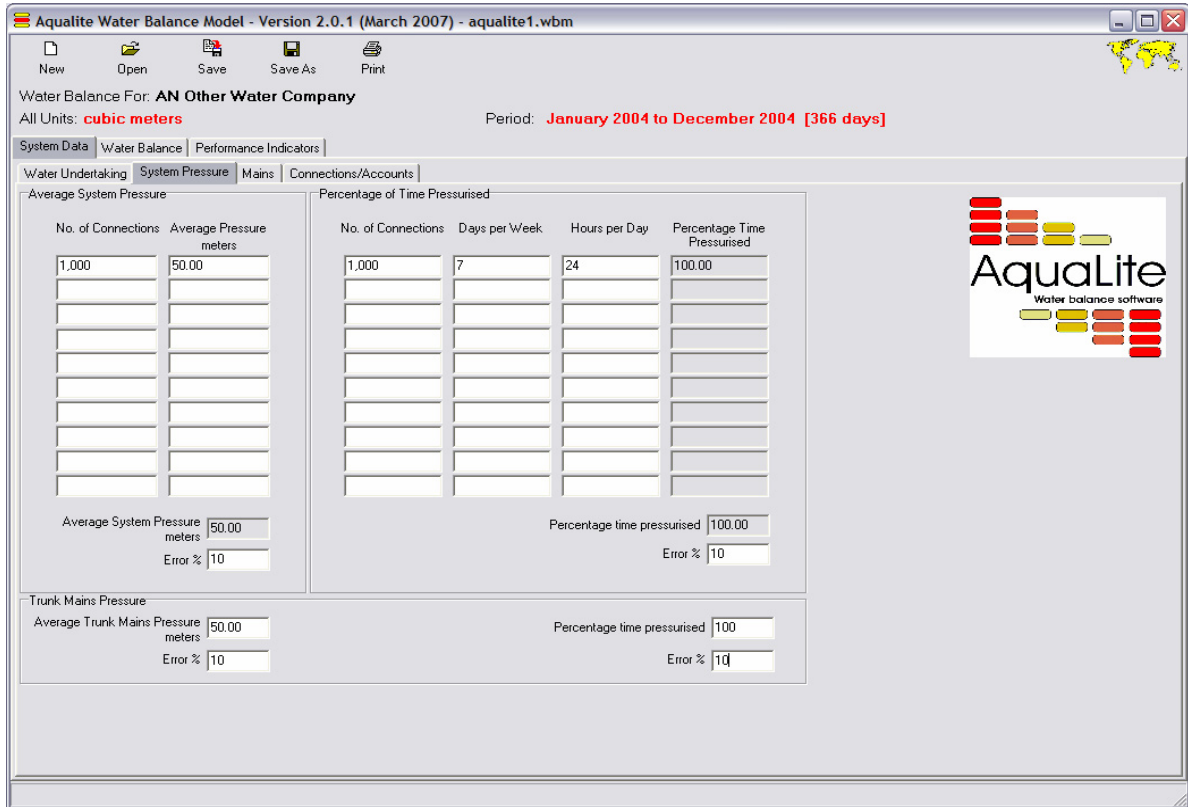 Aqualite Water Balance Model - Version 2.0.1 (March 2007) - aqualite1.wbm
New Open Save Save As Print
Water Balance For: AN Other Water Company
All Units: cubic meters Period: January 2004 to December 2004 [366 days]
System Data Water Balance Performance Indicators
Water Undertaking System Pressure Mains Connections/Accounts
Average System Pressure Percentage of Time Pressurised
No. of Connections Average Pressure meters No. of Connections Days per Week Hours per Day Percentage Time Pressurised
1,000 50.00 1,000 7 24 100.00
AquaLite
Water balance software
Average System Pressure meters 50.00 Percentage time pressurised 100.00
Error % 10 Error % 10
Trunk Mains Pressure
Average Trunk Mains Pressure meters 50.00 Percentage time pressurised 100
Error % 10 Error % 10